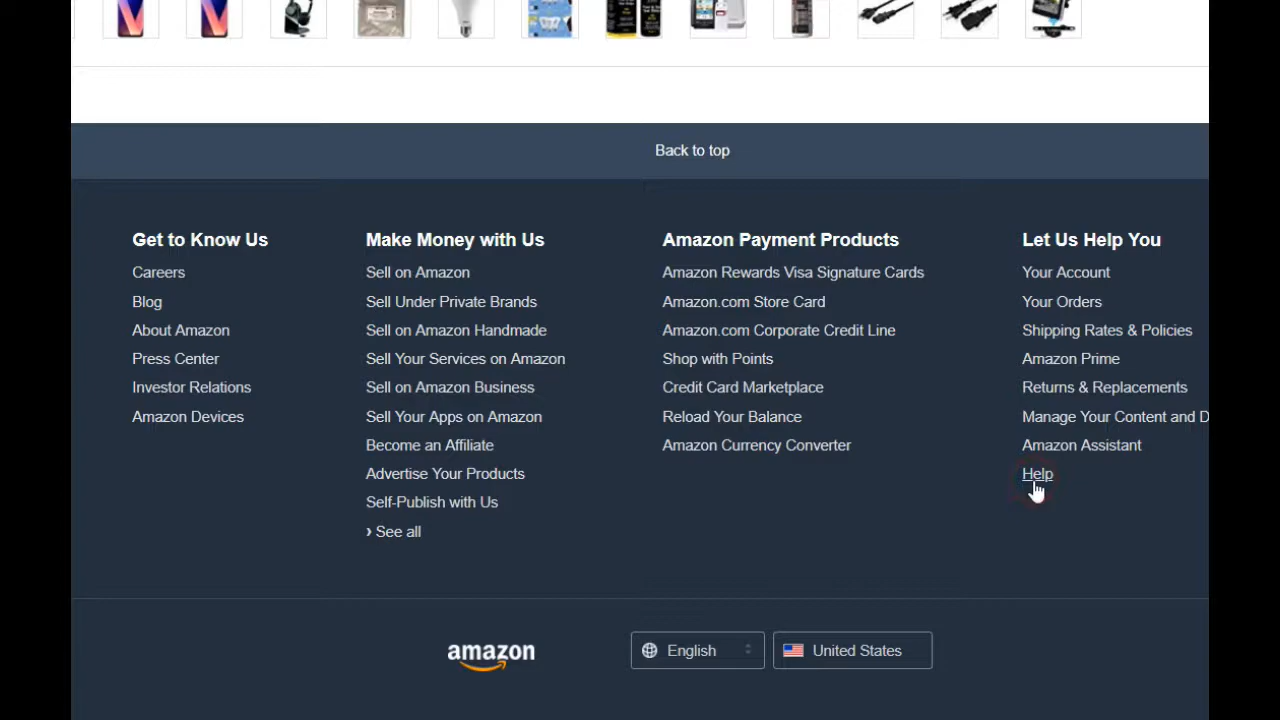 Back to top
Get to Know Us
Careers
Blog
About Amazon
Press Center
Investor Relations
Amazon Devices
Make Money with Us
Sell on Amazon
Sell Under Private Brands
Sell on Amazon Handmade
Sell Your Services on Amazon
Sell on Amazon Business
Sell Your Apps on Amazon
Become an Affiliate
Advertise Your Products
Self-Publish with Us
› See all
Amazon Payment Products
Amazon Rewards Visa Signature Cards
Amazon.com Store Card
Amazon.com Corporate Credit Line
Shop with Points
Credit Card Marketplace
Reload Your Balance
Amazon Currency Converter
Let Us Help You
Your Account
Your Orders
Shipping Rates & Policies
Amazon Prime
Returns & Replacements
Manage Your Content and D
Amazon Assistant
Help
amazon
English
United States